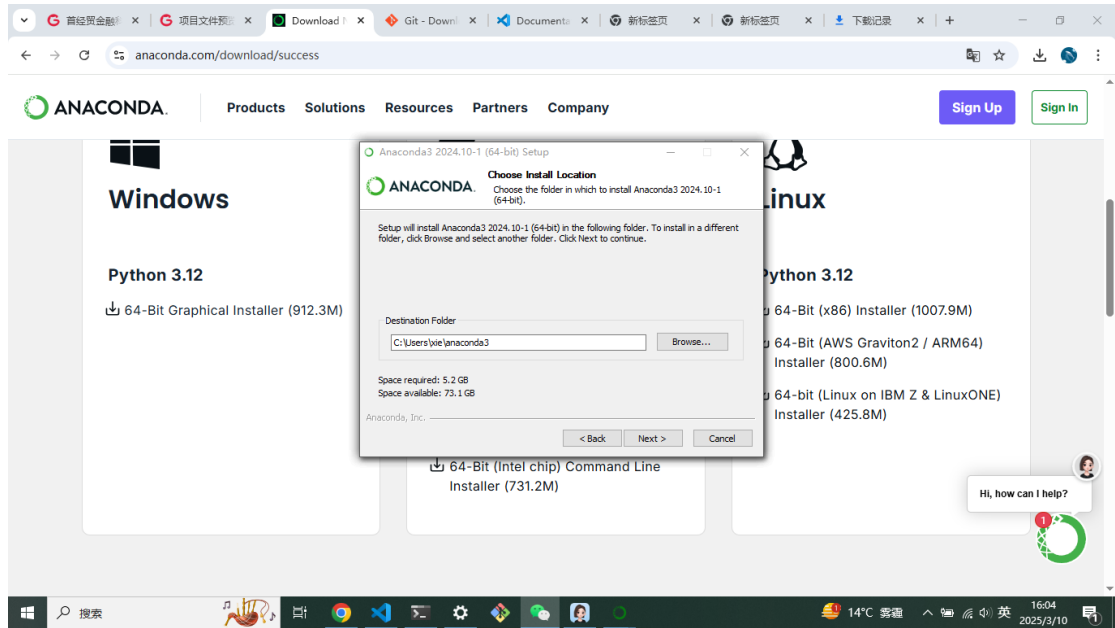 首经贸金融
项目文件预览
Download
Git - Downl
Documenta
新标签页
新标签页
下载记录
anaconda.com/download/success
ANACONDA.
Products Solutions Resources Partners Company
Sign Up
Sign In
Anaconda3 2024.10-1 (64-bit) Setup
ANACONDA.
Choose Install Location
Choose the folder in which to install Anaconda3 2024.10-1
(64-bit).
Setup will install Anaconda3 2024.10-1 (64-bit) in the following folder. To install in a different
folder, click Browse and select another folder. Click Next to continue.
Destination Folder
C:\Users\xie\anaconda3
Browse...
Space required: 5.2 GB
Space available: 73.1 GB
Anaconda, Inc.
< Back
Next >
Cancel
Windows
Python 3.12
64-Bit Graphical Installer (912.3M)
64-Bit (Intel chip) Command Line
Installer (731.2M)
Linux
Python 3.12
64-Bit (x86) Installer (1007.9M)
64-Bit (AWS Graviton2 / ARM64)
Installer (800.6M)
64-bit (Linux on IBM Z & LinuxONE)
Installer (425.8M)
Hi, how can I help?
1
搜索
14°C 雾霾
英
16:04
2025/3/10
1